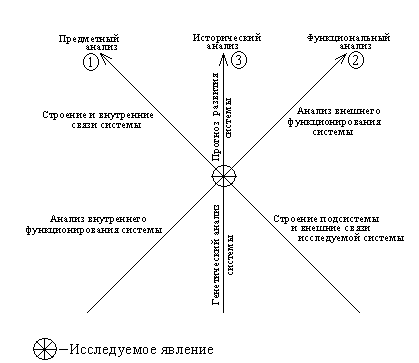 Предметный
анализ
1
Исторический
анализ
3
Функциональный
анализ
2
Строение и внутренние
связи системы
Прогноз развития
системы
Анализ внешнего
функционирования
системы
Анализ внутреннего
функционирования системы
Генетический анализ
системы
Строение подсистемы
и внешние связи
исследуемой системы
–Исследуемое явление